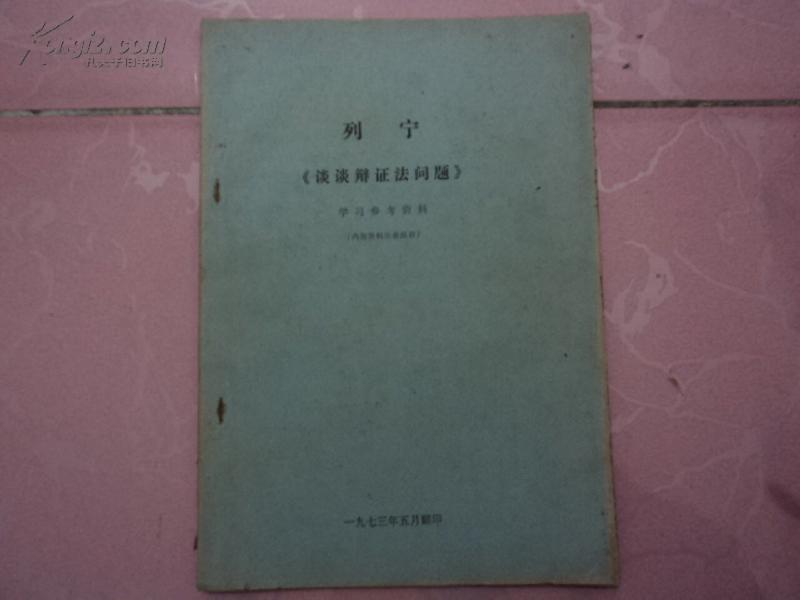 Kongfz.com
孔夫子旧书网
列 宁
《谈谈辩证法问题》
学习参考资料
一九七三年五月翻印